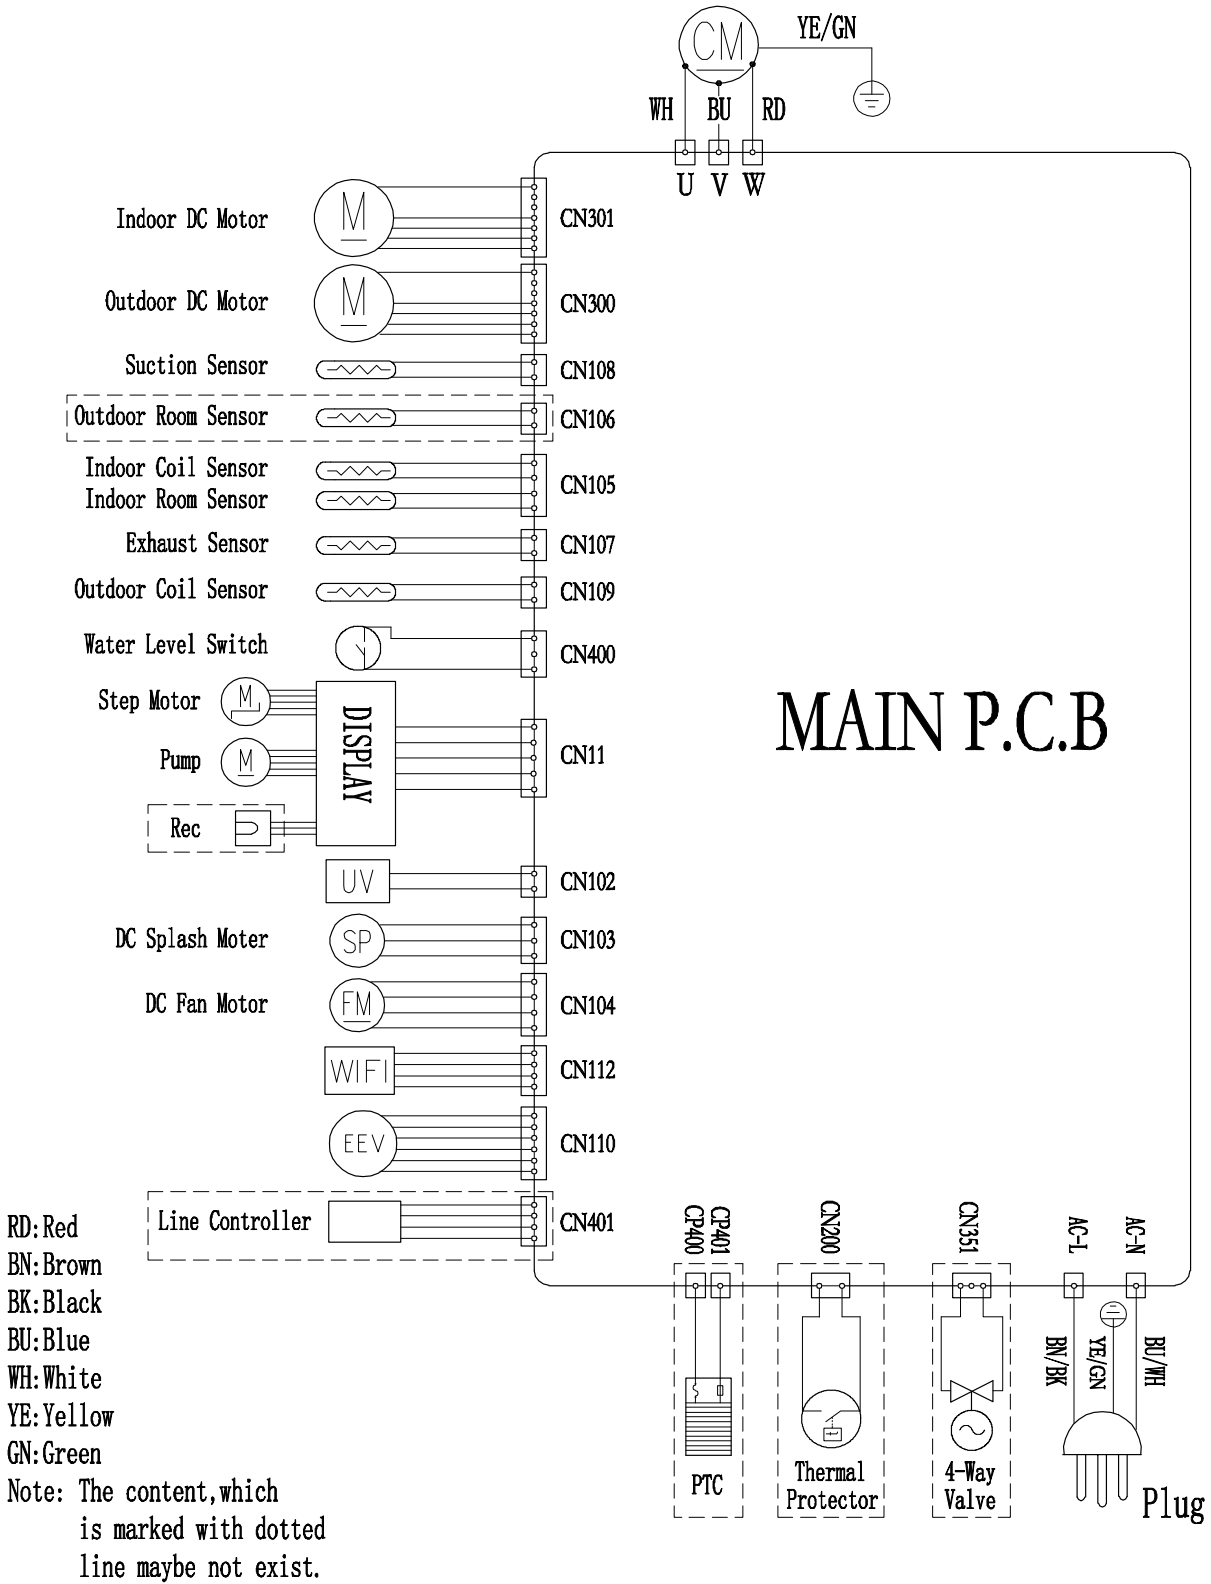 CM
YE/GN
WH BU RD
U V W
Indoor DC Motor M CN301
Outdoor DC Motor M CN300
Suction Sensor CN108
Outdoor Room Sensor CN106
Indoor Coil Sensor
CN105
Indoor Room Sensor
Exhaust Sensor CN107
Outdoor Coil Sensor CN109
Water Level Switch CN400
Step Motor M
DISPLAY
CN11
Pump M
Rec
MAIN P.C.B
UV CN102
DC Splash Moter SP CN103
DC Fan Motor FM CN104
WIFI CN112
EEV CN110
Line Controller CN401
CP400
CP401
CN200
CN351
AC-L
AC-N
BN/BK
YE/GN
BU/WH
PTC
Thermal
Protector
4-Way
Valve
Plug
RD:Red
BN:Brown
BK:Black
BU:Blue
WH:White
YE:Yellow
GN:Green
Note: The content,which
is marked with dotted
line maybe not exist.